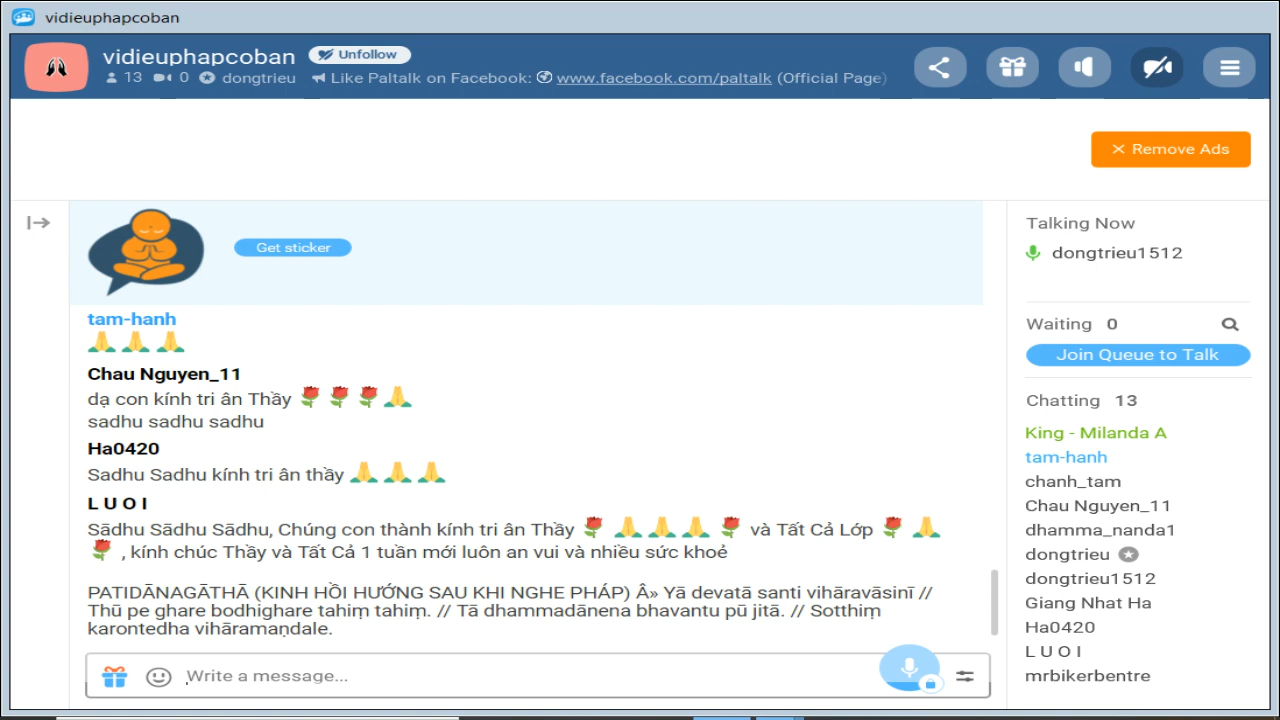 vidieuphapcoban
vidieuphapcoban Unfollow
13 0 dongtrieu Like Paltalk on Facebook: www.facebook.com/paltalk (Official Page)
Remove Ads
Get sticker
tam-hanh
🙏 🙏 🙏
Chau Nguyen_11
dạ con kính tri ân Thầy 🌹 🌹 🌹 🙏
sadhu sadhu sadhu
Ha0420
Sadhu Sadhu kính tri ân thầy 🙏 🙏 🙏
L U O I
Sādhu Sādhu Sādhu, Chúng con thành kính tri ân Thầy 🌹 🙏 🙏 🙏 🌹 và Tất Cả Lớp 🌹 🙏
🌹 , kính chúc Thầy và Tất Cả 1 tuần mới luôn an vui và nhiều sức khoẻ
PATIDĀNAGĀTHĀ (KINH HỒI HƯỚNG SAU KHI NGHE PHÁP) Â» Yā devatā santi vihāravāsinī //
Thū pe ghare bodhighare tahiṃ tahiṃ. // Tā dhammadānena bhavantu pū jitā. // Sotthiṃ
karontedha vihāramaṇdale.
Write a message...
Talking Now
dongtrieu1512
Waiting 0
Join Queue to Talk
Chatting 13
King - Milanda A
tam-hanh
chanh_tam
Chau Nguyen_11
dhamma_nanda1
dongtrieu
dongtrieu1512
Giang Nhat Ha
Ha0420
L U O I
mrbikerbentre